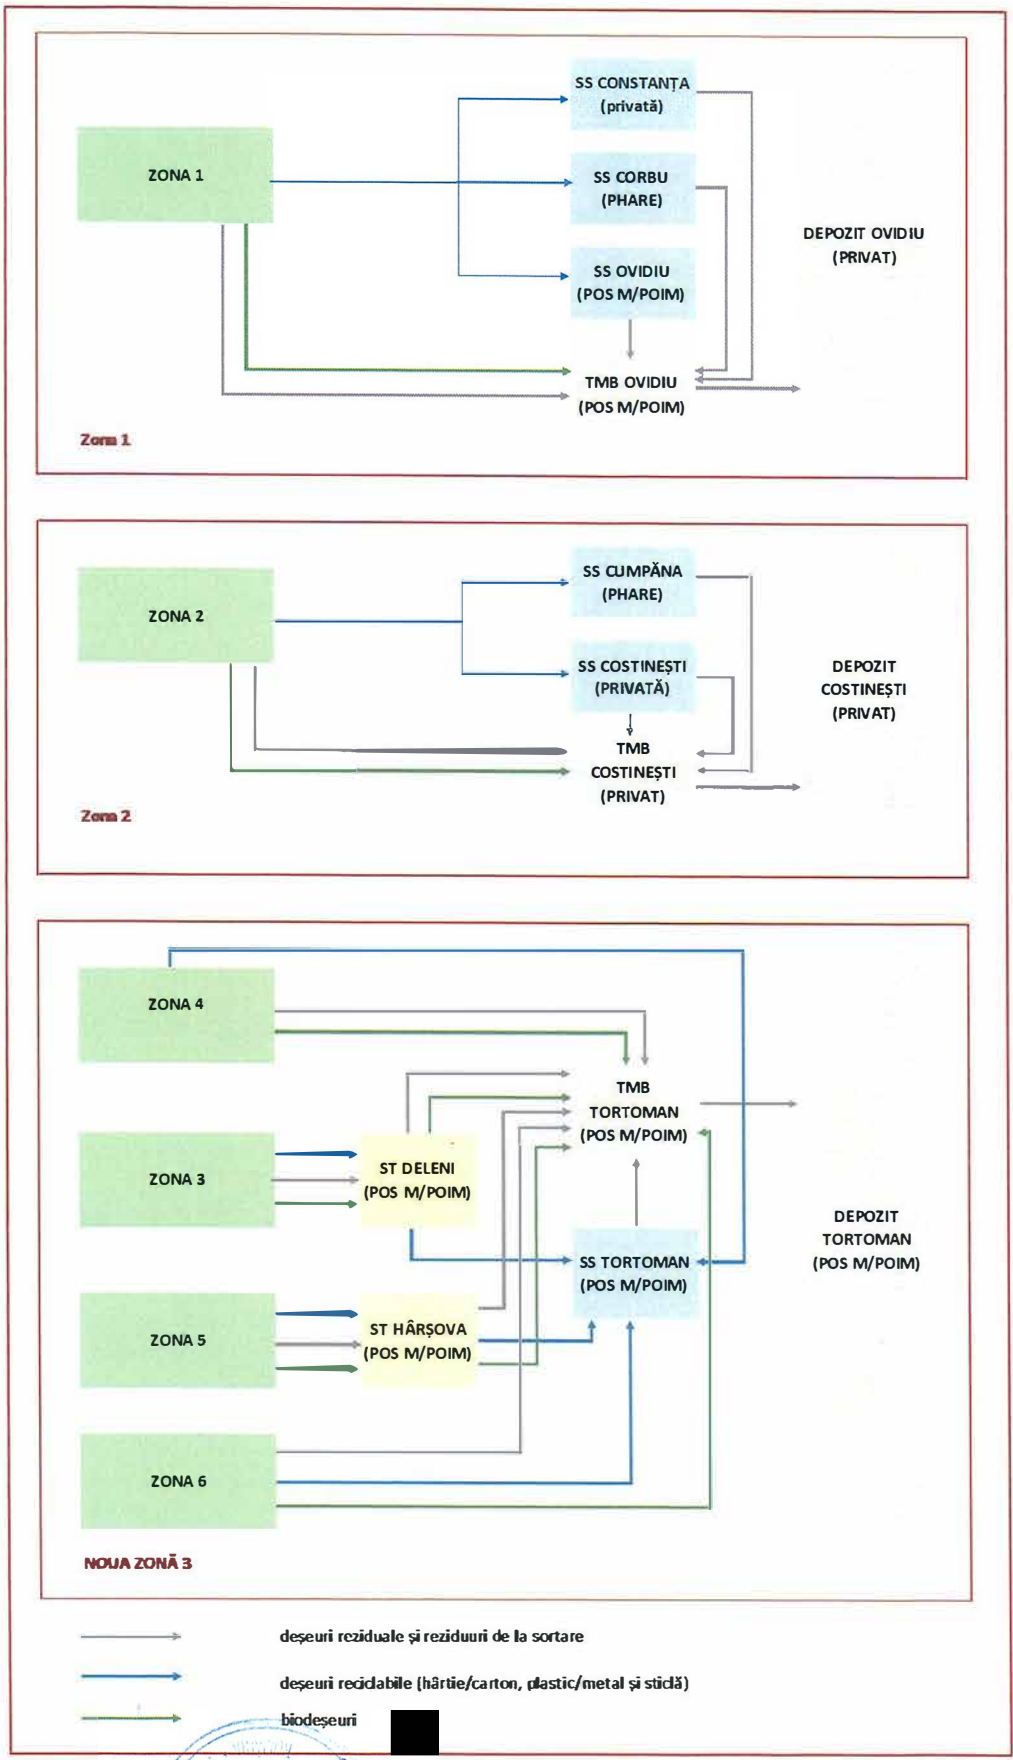 ZONA 1
SS CONSTANȚA
(privată)
SS CORBU
(PHARE)
SS OVIDIU
(POS M/POIM)
TMB OVIDIU
(POS M/POIM)
DEPOZIT OVIDIU
(PRIVAT)
Zona 1
ZONA 2
SS CUMPĂNA
(PHARE)
SS COSTINEȘTI
(PRIVATĂ)
TMB
COSTINEȘTI
(PRIVAT)
DEPOZIT
COSTINEȘTI
(PRIVAT)
Zona 2
ZONA 4
TMB
TORTOMAN
(POS M/POIM)
ZONA 3
ST DELENI
(POS M/POIM)
SS TORTOMAN
(POS M/POIM)
DEPOZIT
TORTOMAN
(POS M/POIM)
ZONA 5
ST HÂRȘOVA
(POS M/POIM)
ZONA 6
NOUA ZONĂ 3
deșeuri reziduale și reziduuri de la sortare
deșeuri reciclabile (hârtie/carton, plastic/metal și sticlă)
biodeșeuri